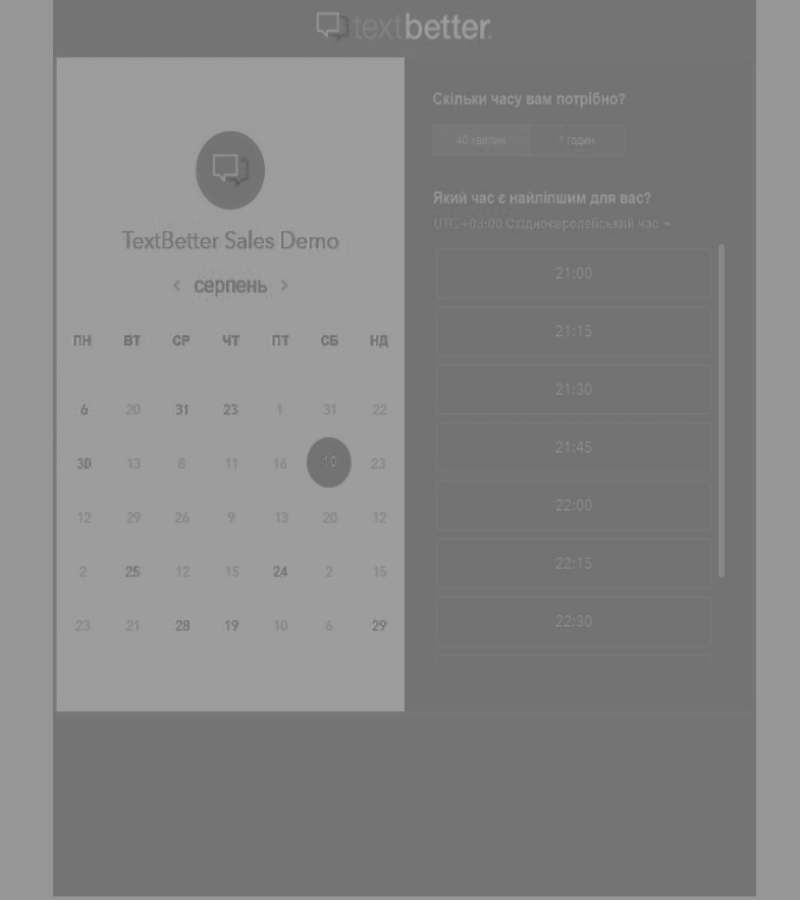 textbetter
TextBetter Sales Demo
‹ серпень ›
ПН ВТ СР ЧТ ПТ СБ НД
6 20 31 23 1 31 22
30 13 8 11 16 10 23
12 29 26 9 13 20 12
2 25 12 15 24 2 15
23 21 28 19 10 6 29
Скільки часу вам потрібно?
1 годин
Який час є найліпшим для вас?
UTC +03:00 Східноєвропейський час
21:00
21:15
21:30
21:45
22:00
22:15
22:30